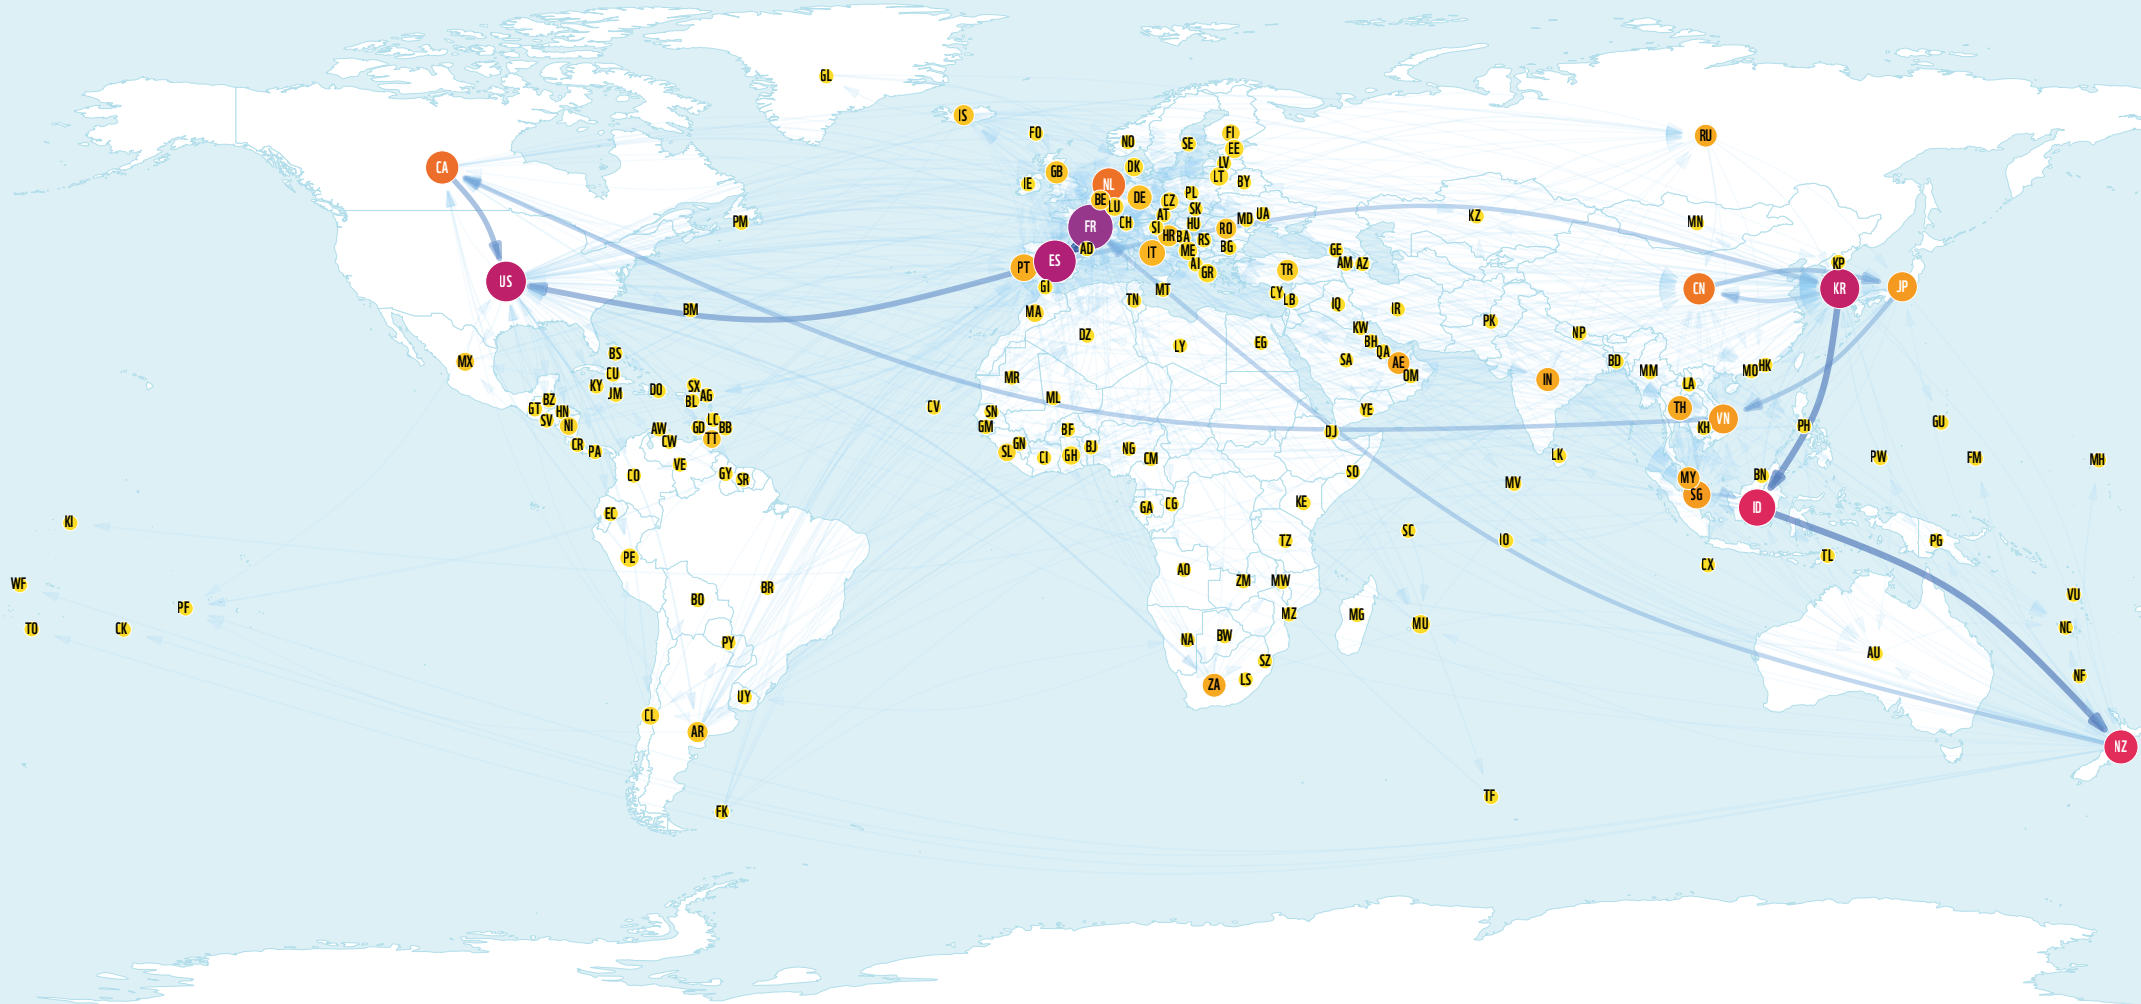 GL
IS
FO
NO
SE
FI
EE
RU
CA
GB
DK
LV
IE
NL
LT
BY
BE
DE
LU
CZ
PL
SK
PM
FR
CH
AT
SI
HU
HR
BA
RS
RO
MD
UA
KZ
MN
AD
IT
ME
BG
GE
AM
AZ
PT
ES
AI
GR
TR
KP
US
GI
MT
CY
LB
CN
KR
JP
BM
MA
TN
IQ
IR
PK
DZ
LY
EG
KW
BH
QA
NP
BS
MX
CU
KY
JM
DO
SX
AG
BL
MR
SA
AE
OM
IN
BD
MM
LA
MO
HK
BZ
GT
HN
SV
NI
CR
PA
AW
CW
GD
LC
BB
TT
CV
SN
GM
ML
YE
TH
VN
KH
PH
GU
CO
VE
GY
SR
SL
GN
CI
BF
GH
BJ
NG
CM
DJ
SO
LK
MV
PW
FM
MH
MY
SG
BN
ID
KI
EC
GA
CG
KE
PE
TZ
SC
IO
CX
TL
PG
WF
PF
TO
CK
BO
BR
AO
ZM
MW
MZ
MG
MU
VU
NC
PY
NA
BW
AU
UY
SZ
LS
ZA
NF
CL
AR
NZ
FK
TF